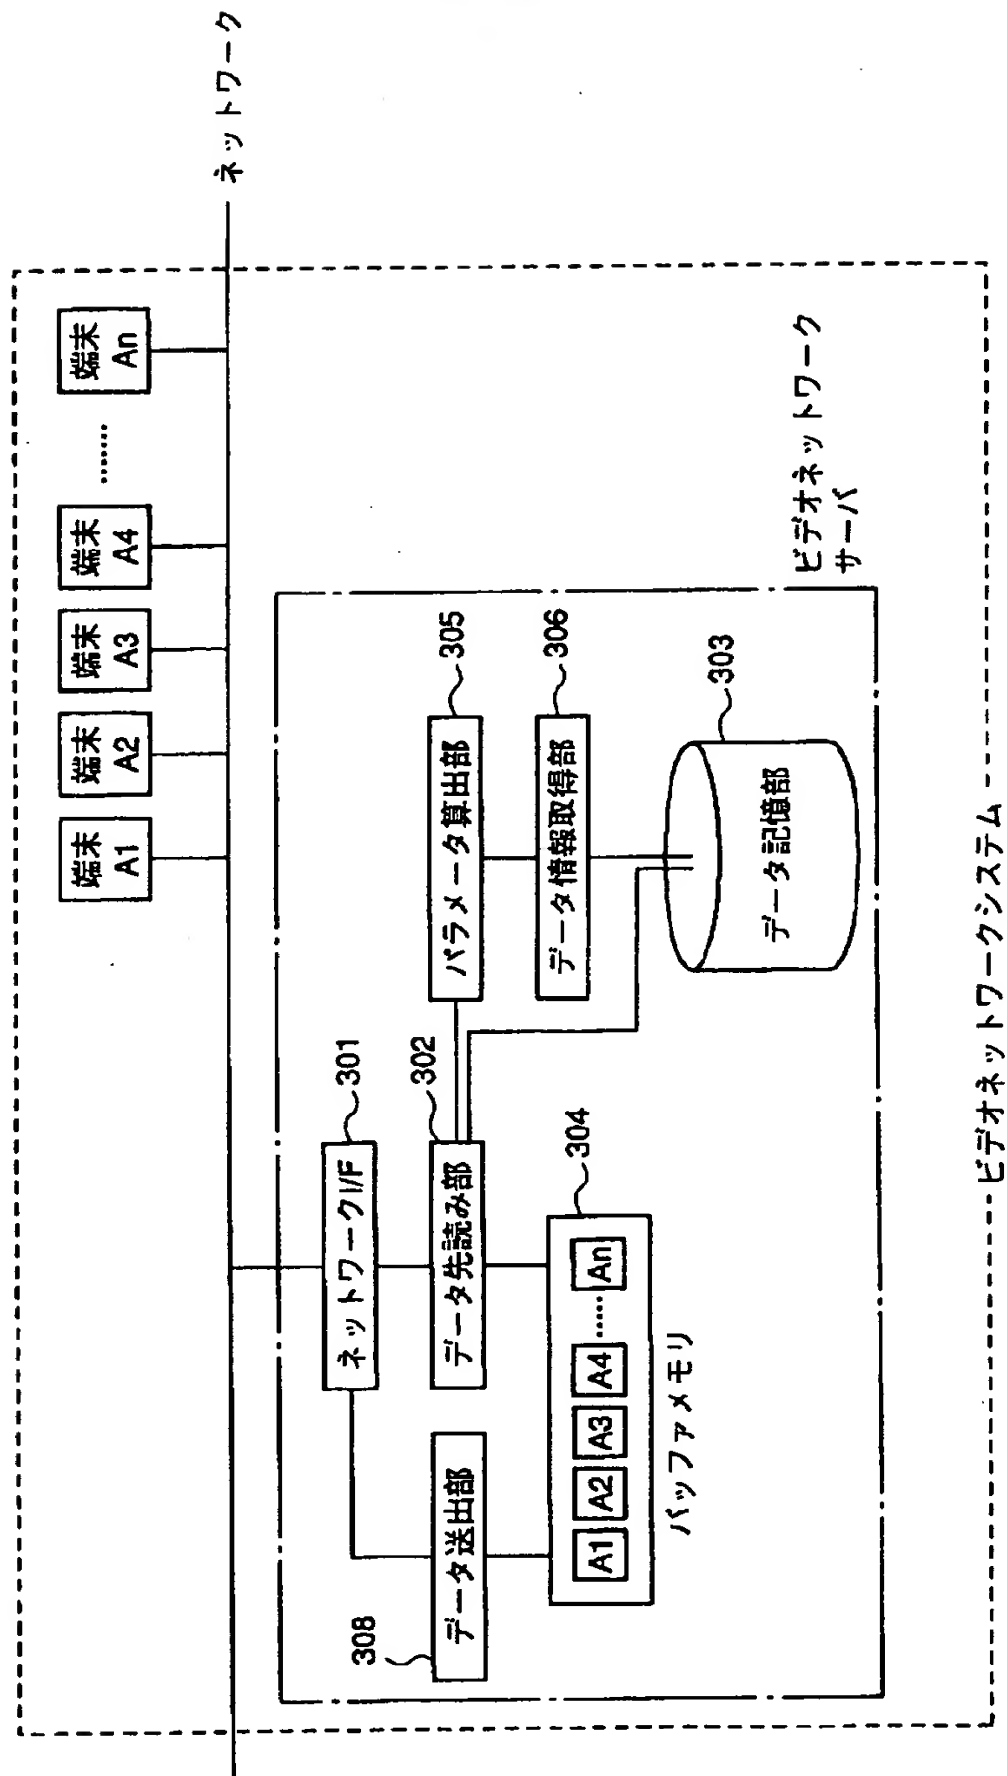 ネットワーク
端末
A1
端末
A2
端末
A3
端末
A4
.......
端末
An
ネットワークI/F
301
データ先読み部
302
データ送出部
308
パラメータ算出部
305
データ情報取得部
306
データ記憶部
303
304
A1
A2
A3
A4
......
An
バッファメモリ
ビデオネットワーク
サーバ
ビデオネットワークシステム